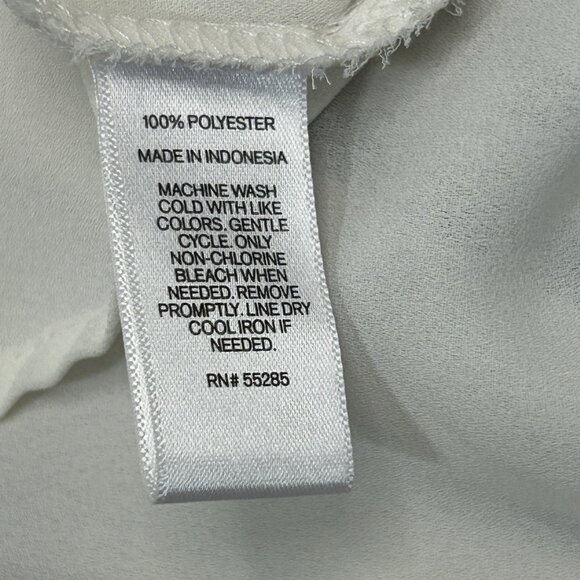 100% POLYESTER
MADE IN INDONESIA
MACHINE WASH
COLD WITH LIKE
COLORS. GENTLE
CYCLE. ONLY
NON-CHLORINE
BLEACH WHEN
NEEDED. REMOVE
PROMPTLY. LINE DRY
COOL IRON IF
NEEDED.
RN# 55285